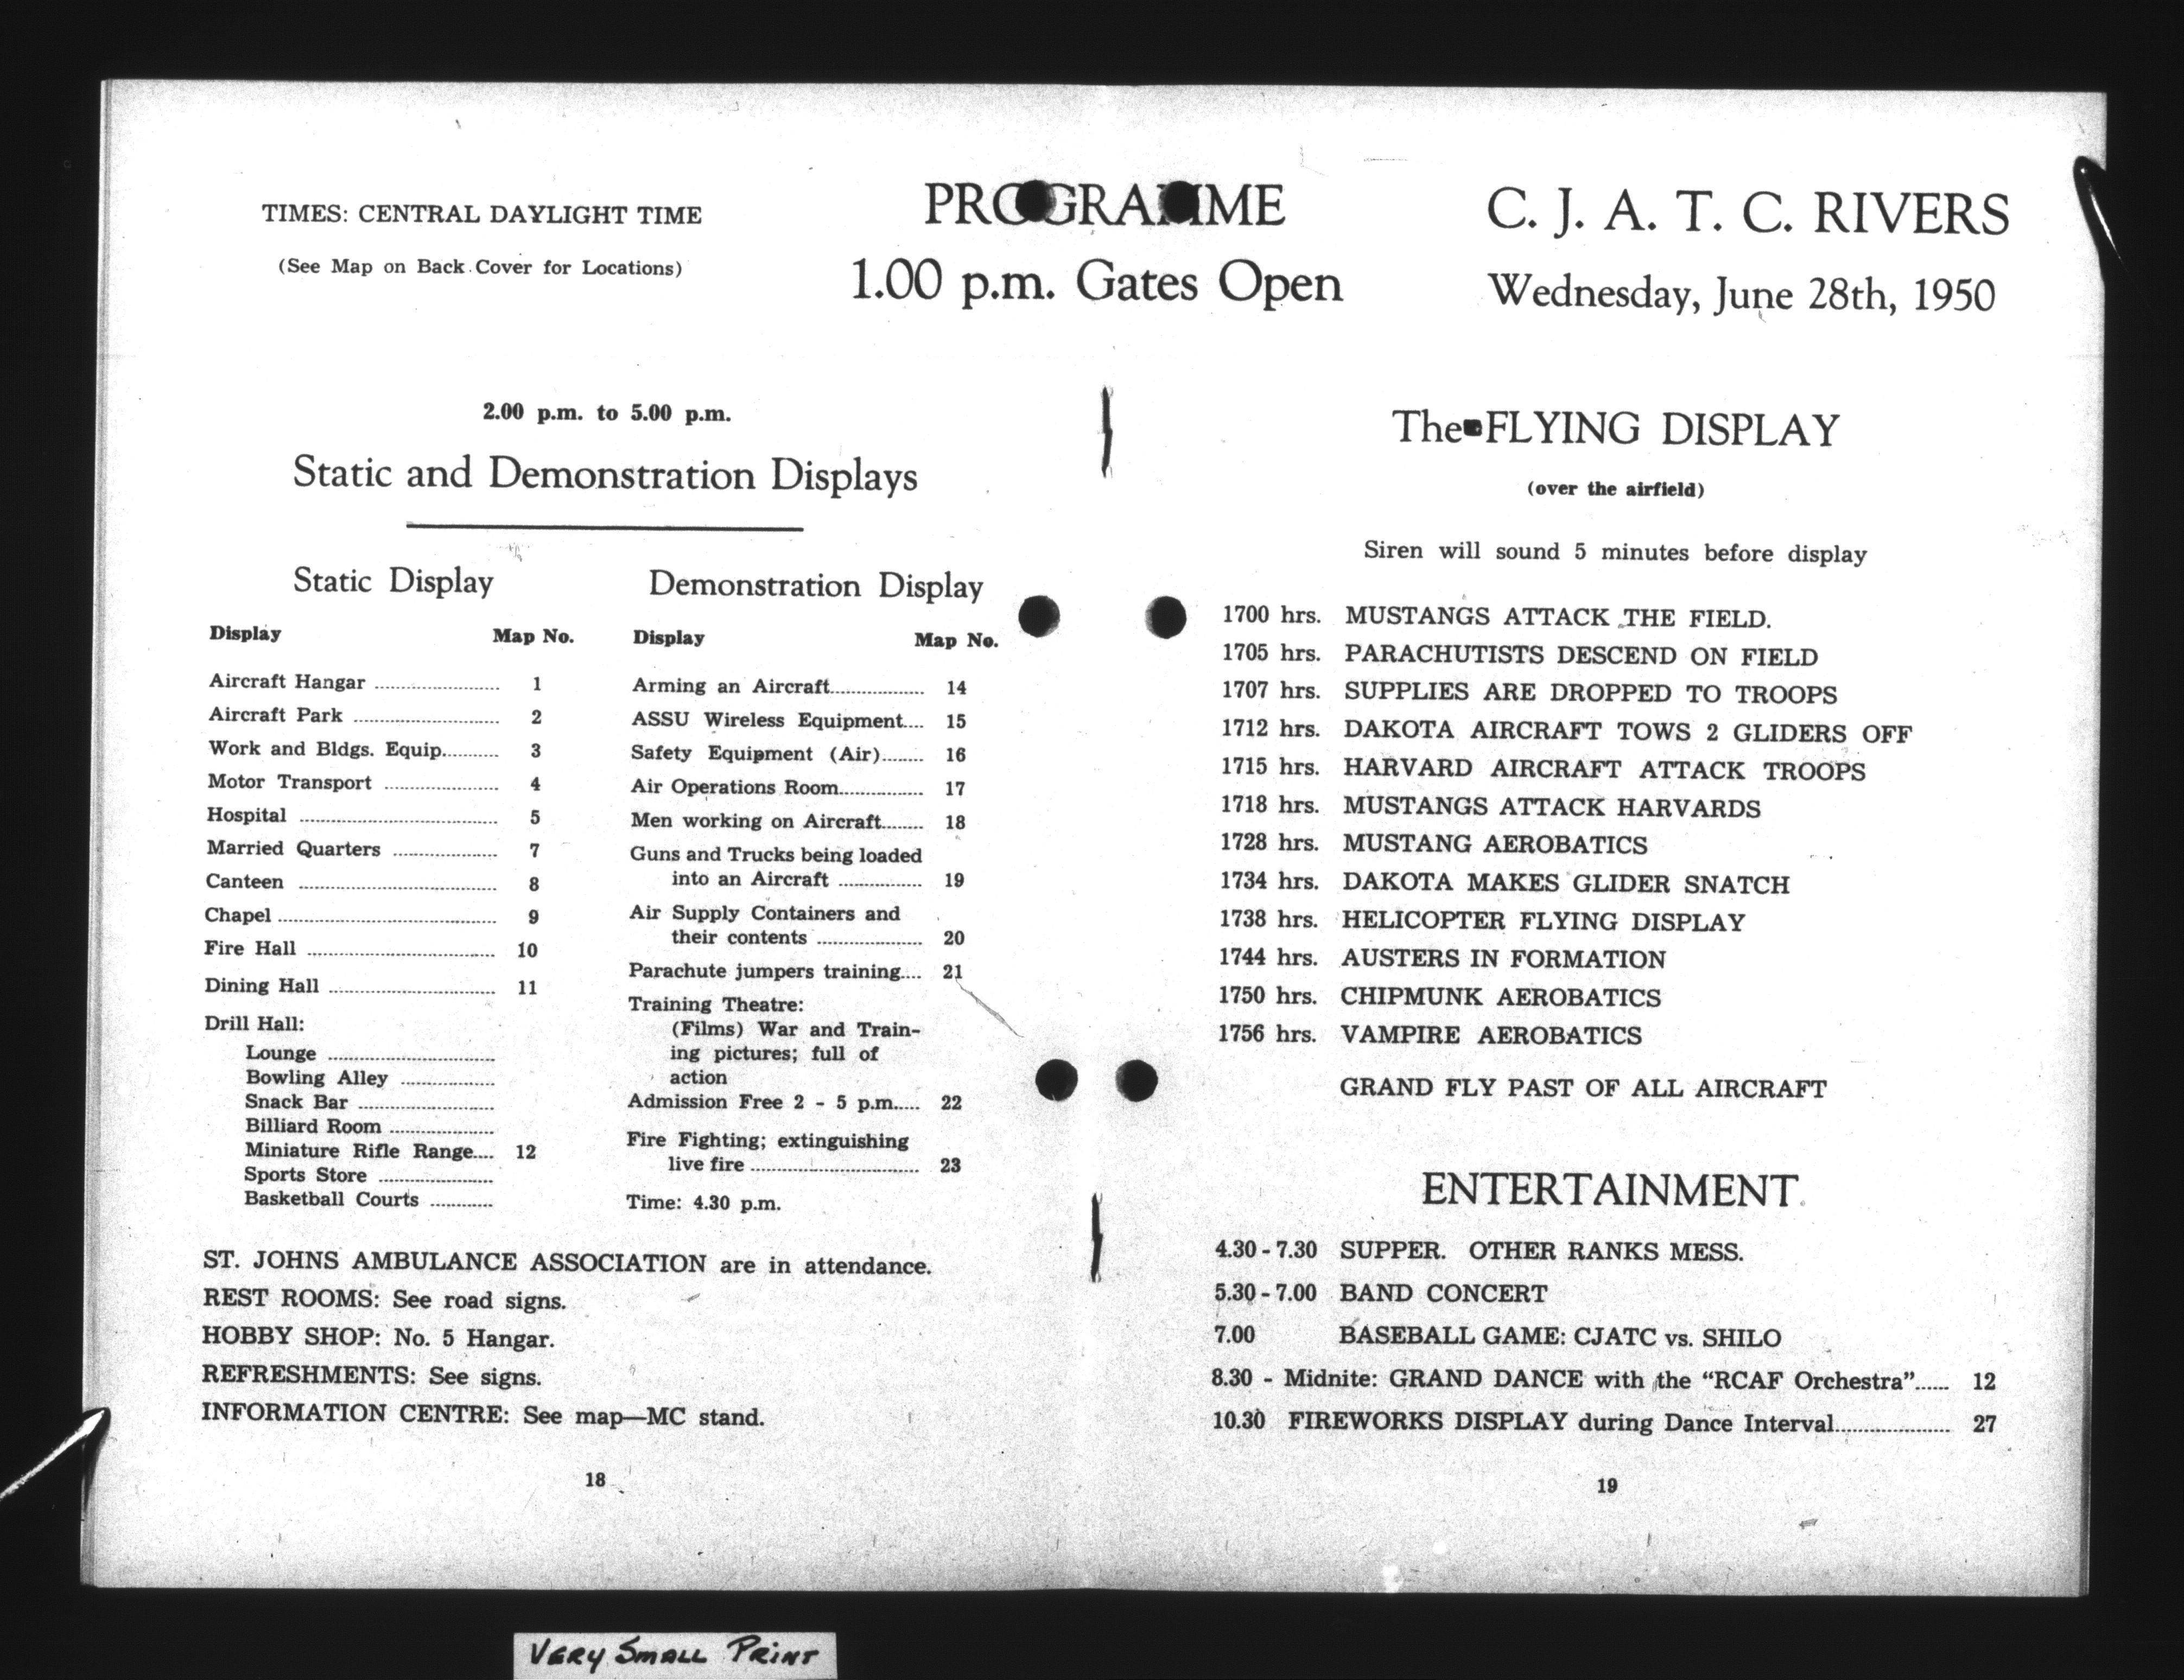 TIMES: CENTRAL DAYLIGHT TIME
(See Map on Back Cover for Locations)
PROGRAMME
1.00 p.m. Gates Open
C. J. A. T. C. RIVERS
Wednesday, June 28th, 1950
2.00 p.m. to 5.00 p.m.
Static and Demonstration Displays
Static Display
Display Map No.
Aircraft Hangar 1
Aircraft Park 2
Work and Bldgs. Equip. 3
Motor Transport 4
Hospital 5
Married Quarters 7
Canteen 8
Chapel 9
Fire Hall 10
Dining Hall 11
Drill Hall:
Lounge
Bowling Alley
Snack Bar
Billiard Room
Miniature Rifle Range.... 12
Sports Store
Basketball Courts
Demonstration Display
Display Map No.
Arming an Aircraft 14
ASSU Wireless Equipment.... 15
Safety Equipment (Air) 16
Air Operations Room 17
Men working on Aircraft 18
Guns and Trucks being loaded
into an Aircraft 19
Air Supply Containers and
their contents 20
Parachute jumpers training.... 21
Training Theatre:
(Films) War and Train-
ing pictures; full of
action
Admission Free 2 - 5 p.m..... 22
Fire Fighting; extinguishing
live fire 23
Time: 4.30 p.m.
ST. JOHNS AMBULANCE ASSOCIATION are in attendance.
REST ROOMS: See road signs.
HOBBY SHOP: No. 5 Hangar.
REFRESHMENTS: See signs.
INFORMATION CENTRE: See map—MC stand.
18
The FLYING DISPLAY
(over the airfield)
Siren will sound 5 minutes before display
1700 hrs. MUSTANGS ATTACK THE FIELD.
1705 hrs. PARACHUTISTS DESCEND ON FIELD
1707 hrs. SUPPLIES ARE DROPPED TO TROOPS
1712 hrs. DAKOTA AIRCRAFT TOWS 2 GLIDERS OFF
1715 hrs. HARVARD AIRCRAFT ATTACK TROOPS
1718 hrs. MUSTANGS ATTACK HARVARDS
1728 hrs. MUSTANG AEROBATICS
1734 hrs. DAKOTA MAKES GLIDER SNATCH
1738 hrs. HELICOPTER FLYING DISPLAY
1744 hrs. AUSTERS IN FORMATION
1750 hrs. CHIPMUNK AEROBATICS
1756 hrs. VAMPIRE AEROBATICS
GRAND FLY PAST OF ALL AIRCRAFT
ENTERTAINMENT
4.30 - 7.30 SUPPER. OTHER RANKS MESS.
5.30 - 7.00 BAND CONCERT
7.00 BASEBALL GAME: CJATC vs. SHILO
8.30 - Midnite: GRAND DANCE with the “RCAF Orchestra”..... 12
10.30 FIREWORKS DISPLAY during Dance Interval 27
19
VERY SMALL PRINT